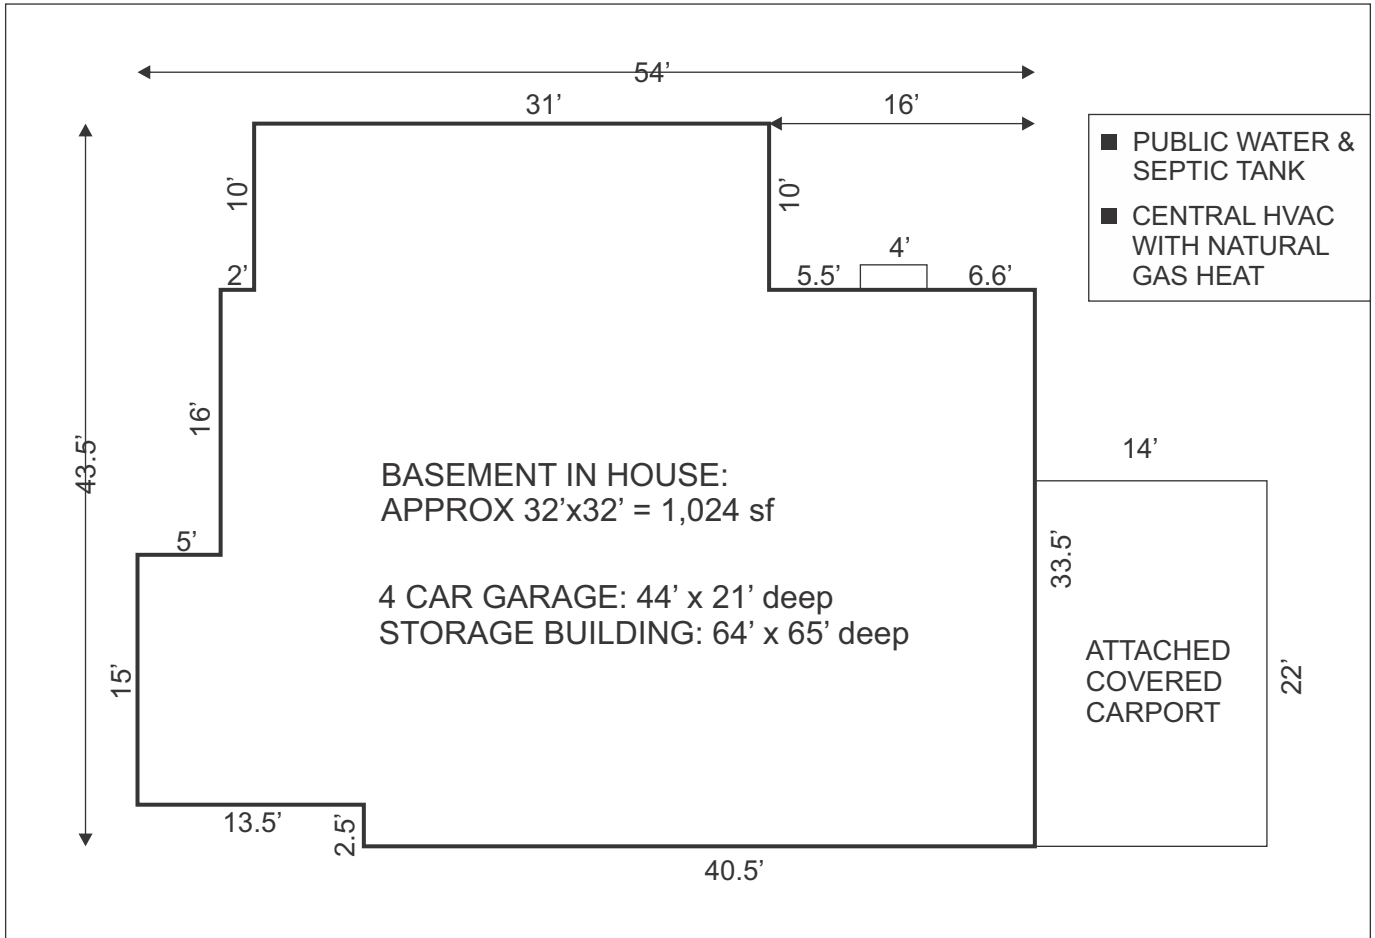 54’
31’
16’
10’
10’
PUBLIC WATER &
SEPTIC TANK
CENTRAL HVAC
WITH NATURAL
GAS HEAT
4’
2’
5.5’
6.6’
16’
43.5’
14’
BASEMENT IN HOUSE:
APPROX 32’x32’ = 1,024 sf
5’
33.5’
4 CAR GARAGE: 44’ x 21’ deep
STORAGE BUILDING: 64’ x 65’ deep
15’
ATTACHED
COVERED
CARPORT
22’
13.5’
2.5’
40.5’